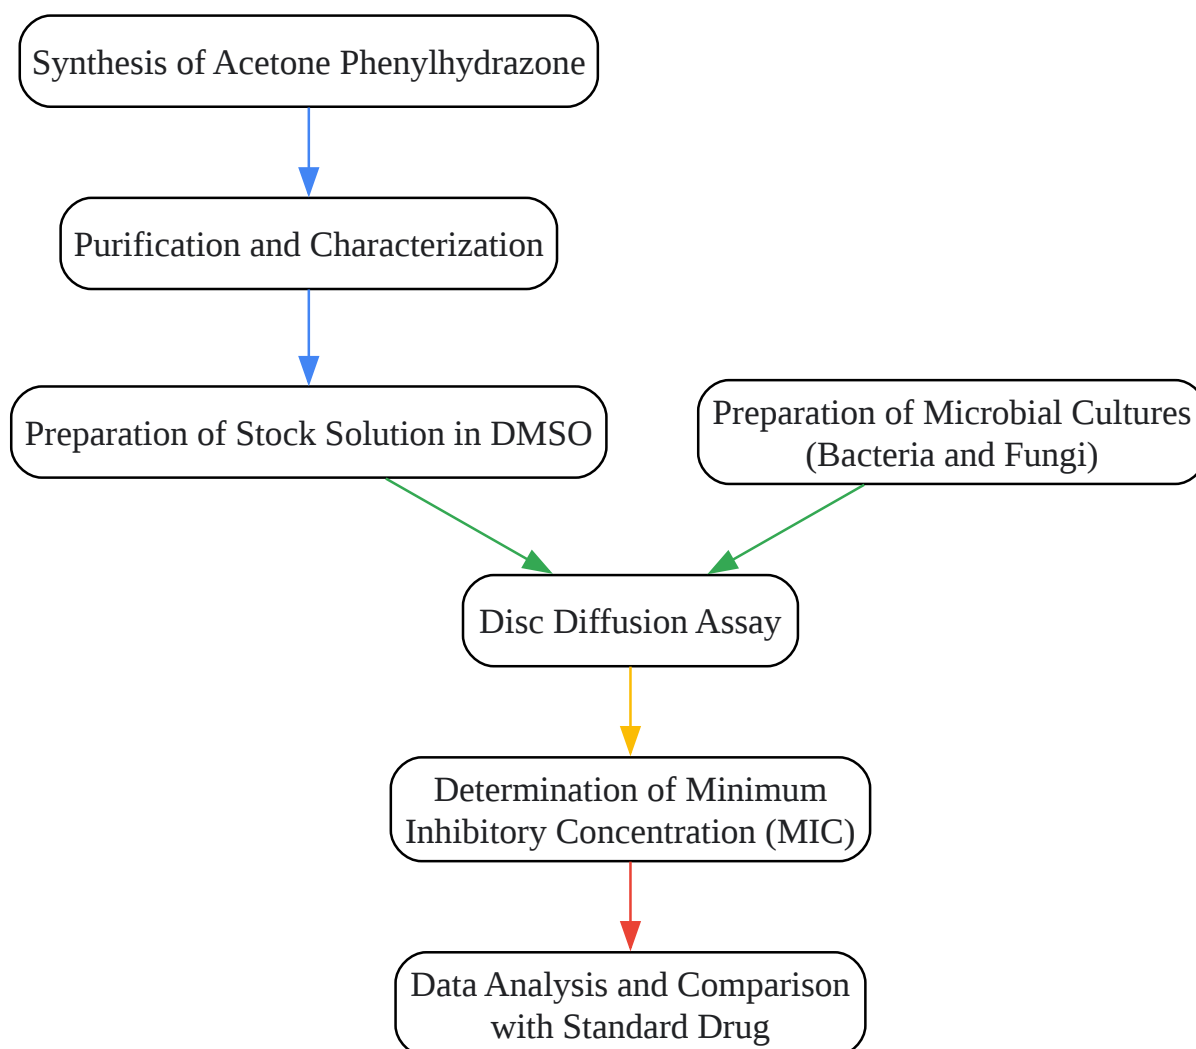 Synthesis of Acetone Phenylhydrazone
Purification and Characterization
Preparation of Stock Solution in DMSO
Preparation of Microbial Cultures
(Bacteria and Fungi)
Disc Diffusion Assay
Determination of Minimum
Inhibitory Concentration (MIC)
Data Analysis and Comparison
with Standard Drug